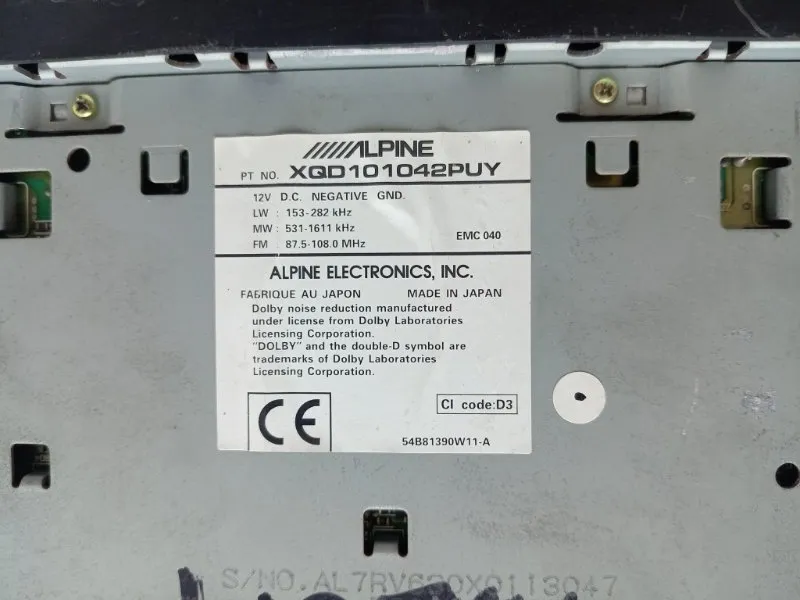 ALPINE
PT NO. XQD101042PUY
12V D.C. NEGATIVE GND.
LW : 153-282 kHz
MW : 531-1611 kHz
FM : 87.5-108.0 MHz EMC 040
ALPINE ELECTRONICS, INC.
FABRIQUE AU JAPON MADE IN JAPAN
Dolby noise reduction manufactured
under license from Dolby Laboratories
Licensing Corporation.
"DOLBY" and the double-D symbol are
trademarks of Dolby Laboratories
Licensing Corporation.
CE
CI code:D3
54B81390W11-A
S/NO.